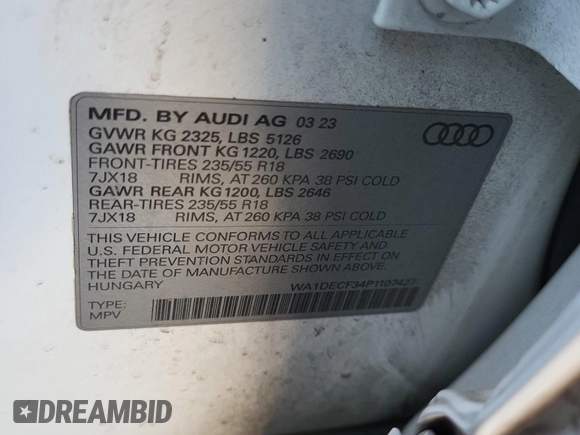 MFD. BY AUDI AG 03 23
GVWR KG 2325, LBS 5126
GAWR FRONT KG 1220, LBS 2690
FRONT-TIRES 235/55 R18
7JX18 RIMS, AT 260 KPA 38 PSI COLD
GAWR REAR KG 1200, LBS 2646
REAR-TIRES 235/55 R18
7JX18 RIMS, AT 260 KPA 38 PSI COLD
THIS VEHICLE CONFORMS TO ALL APPLICABLE
U.S. FEDERAL MOTOR VEHICLE SAFETY AND
THEFT PREVENTION STANDARDS IN EFFECT ON
THE DATE OF MANUFACTURE SHOWN ABOVE.
HUNGARY
WA1DECF34P1107427
TYPE:
MPV
DREAMBID